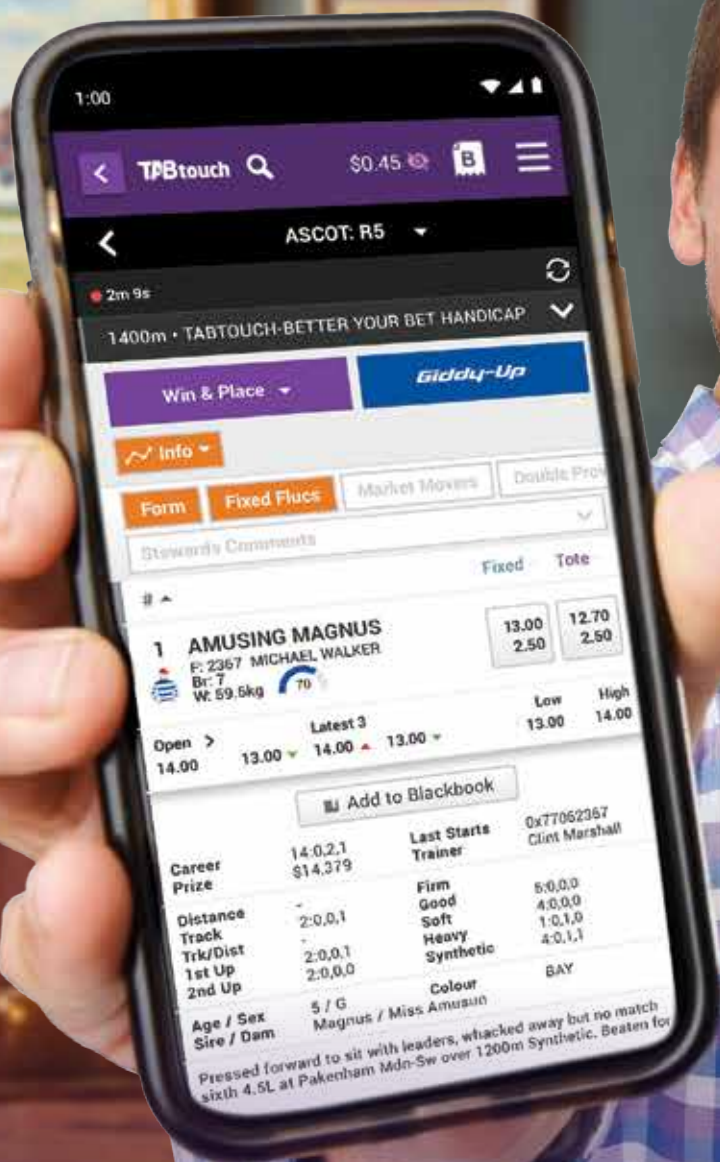 1:00
TABtouch $0.45 B
ASCOT: R5
2m 9s
1400m • TABTOUCH-BETTER YOUR BET HANDICAP
Win & Place Giddy-Up
Info
Form Fixed Flucs Market Movers Double
Stewards Comments
# Fixed Tote
1 AMUSING MAGNUS 13.00 12.70
F: 2367 MICHAEL WALKER 2.50 2.50
Br: 7
W: 59.5kg 70
Open > Latest 3 Low High
14.00 13.00 14.00 13.00 13.00 14.00
Add to Blackbook
Career 14:0,2,1 Last Starts 0x77062367
Prize $14,379 Trainer Clint Marshall
Distance - Firm
Track 2:0,0,1 Good 5:0,0,0
Trk/Dist - Soft 4:0,0,0
1st Up 2:0,0,1 Heavy 1:0,1,0
2nd Up 2:0,0,0 Synthetic 4:0,1,1
Age / Sex 5 / G Colour BAY
Sire / Dam Magnus / Miss Amusun
Pressed forward to sit with leaders, whacked away but no match
sixth 4.5L at Pakenham Mdn-Sw over 1200m Synthetic. Beaten for